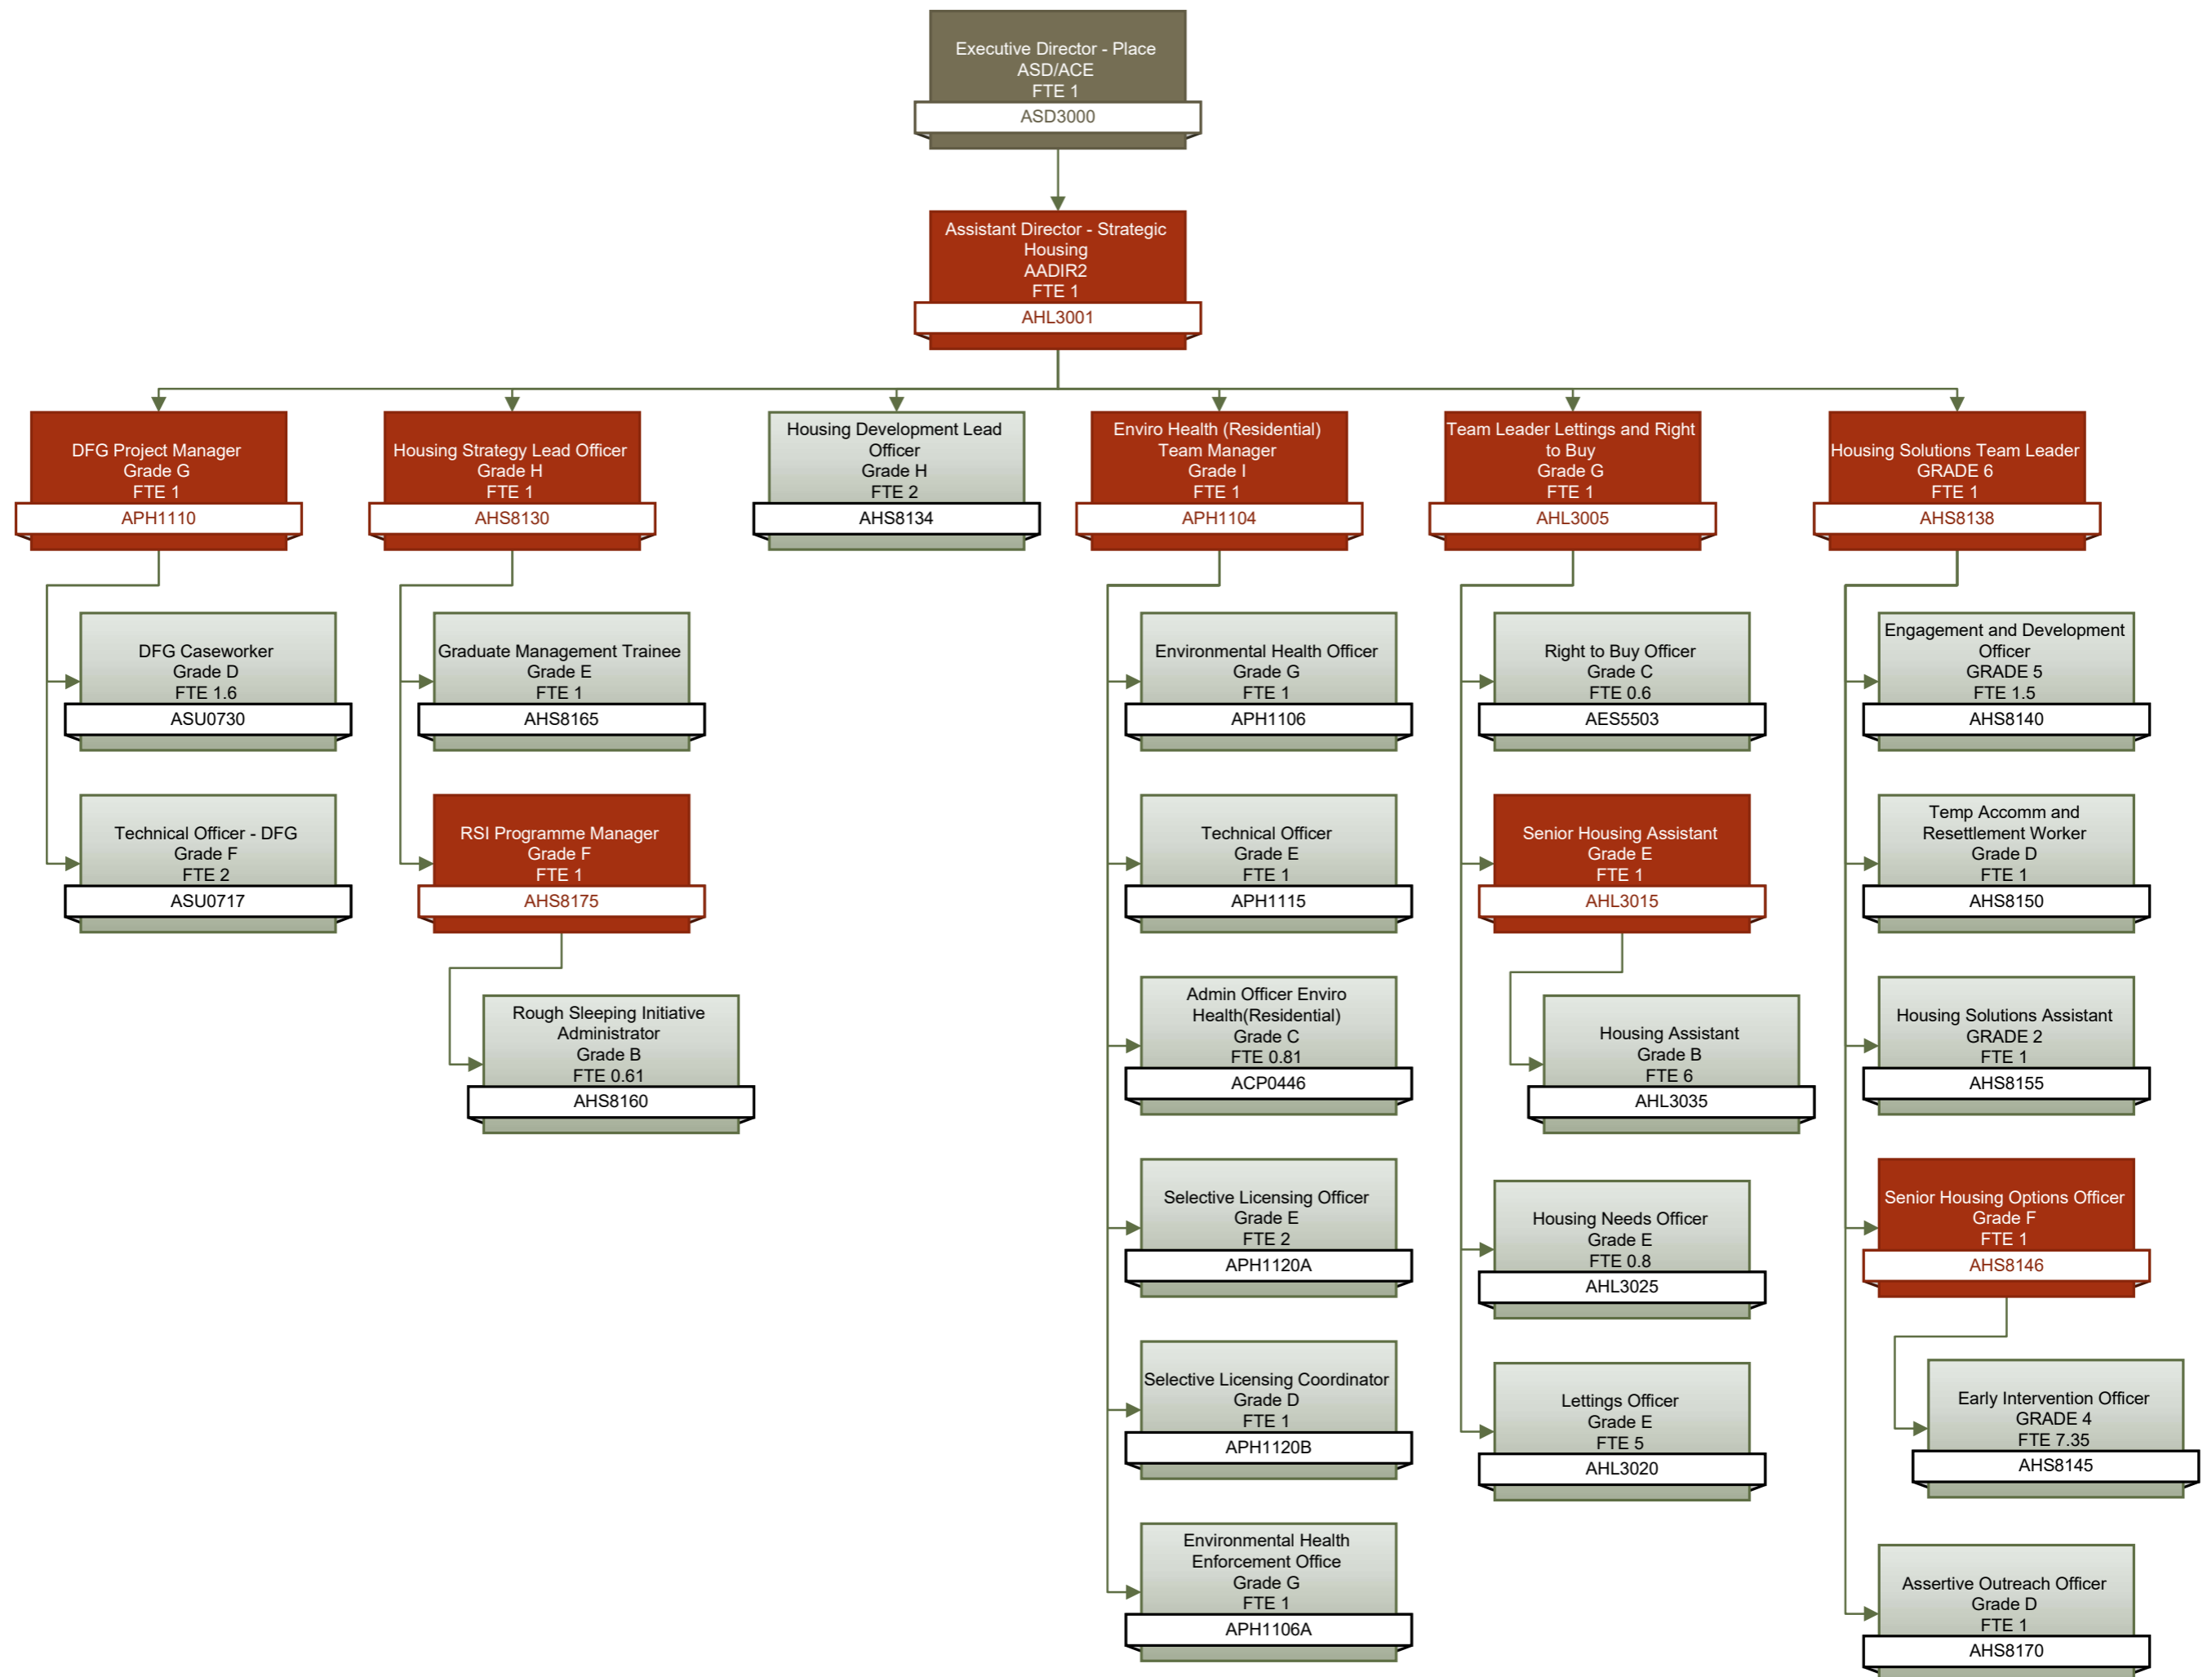 Executive Director - Place
ASD/ACE
FTE 1
ASD3000
Assistant Director - Strategic
Housing
AADIR2
FTE 1
AHL3001
DFG Project Manager
Grade G
FTE 1
APH1110
Housing Strategy Lead Officer
Grade H
FTE 1
AHS8130
Housing Development Lead
Officer
Grade H
FTE 2
AHS8134
Enviro Health (Residential)
Team Manager
Grade I
FTE 1
APH1104
Team Leader Lettings and Right
to Buy
Grade G
FTE 1
AHL3005
Housing Solutions Team Leader
GRADE 6
FTE 1
AHS8138
DFG Caseworker
Grade D
FTE 1.6
ASU0730
Technical Officer - DFG
Grade F
FTE 2
ASU0717
Graduate Management Trainee
Grade E
FTE 1
AHS8165
RSI Programme Manager
Grade F
FTE 1
AHS8175
Rough Sleeping Initiative
Administrator
Grade B
FTE 0.61
AHS8160
Environmental Health Officer
Grade G
FTE 1
APH1106
Technical Officer
Grade E
FTE 1
APH1115
Admin Officer Enviro
Health(Residential)
Grade C
FTE 0.81
ACP0446
Selective Licensing Officer
Grade E
FTE 2
APH1120A
Selective Licensing Coordinator
Grade D
FTE 1
APH1120B
Environmental Health
Enforcement Office
Grade G
FTE 1
APH1106A
Right to Buy Officer
Grade C
FTE 0.6
AES5503
Senior Housing Assistant
Grade E
FTE 1
AHL3015
Housing Assistant
Grade B
FTE 6
AHL3035
Housing Needs Officer
Grade E
FTE 0.8
AHL3025
Lettings Officer
Grade E
FTE 5
AHL3020
Engagement and Development
Officer
GRADE 5
FTE 1.5
AHS8140
Temp Accomm and
Resettlement Worker
Grade D
FTE 1
AHS8150
Housing Solutions Assistant
GRADE 2
FTE 1
AHS8155
Senior Housing Options Officer
Grade F
FTE 1
AHS8146
Early Intervention Officer
GRADE 4
FTE 7.35
AHS8145
Assertive Outreach Officer
Grade D
FTE 1
AHS8170